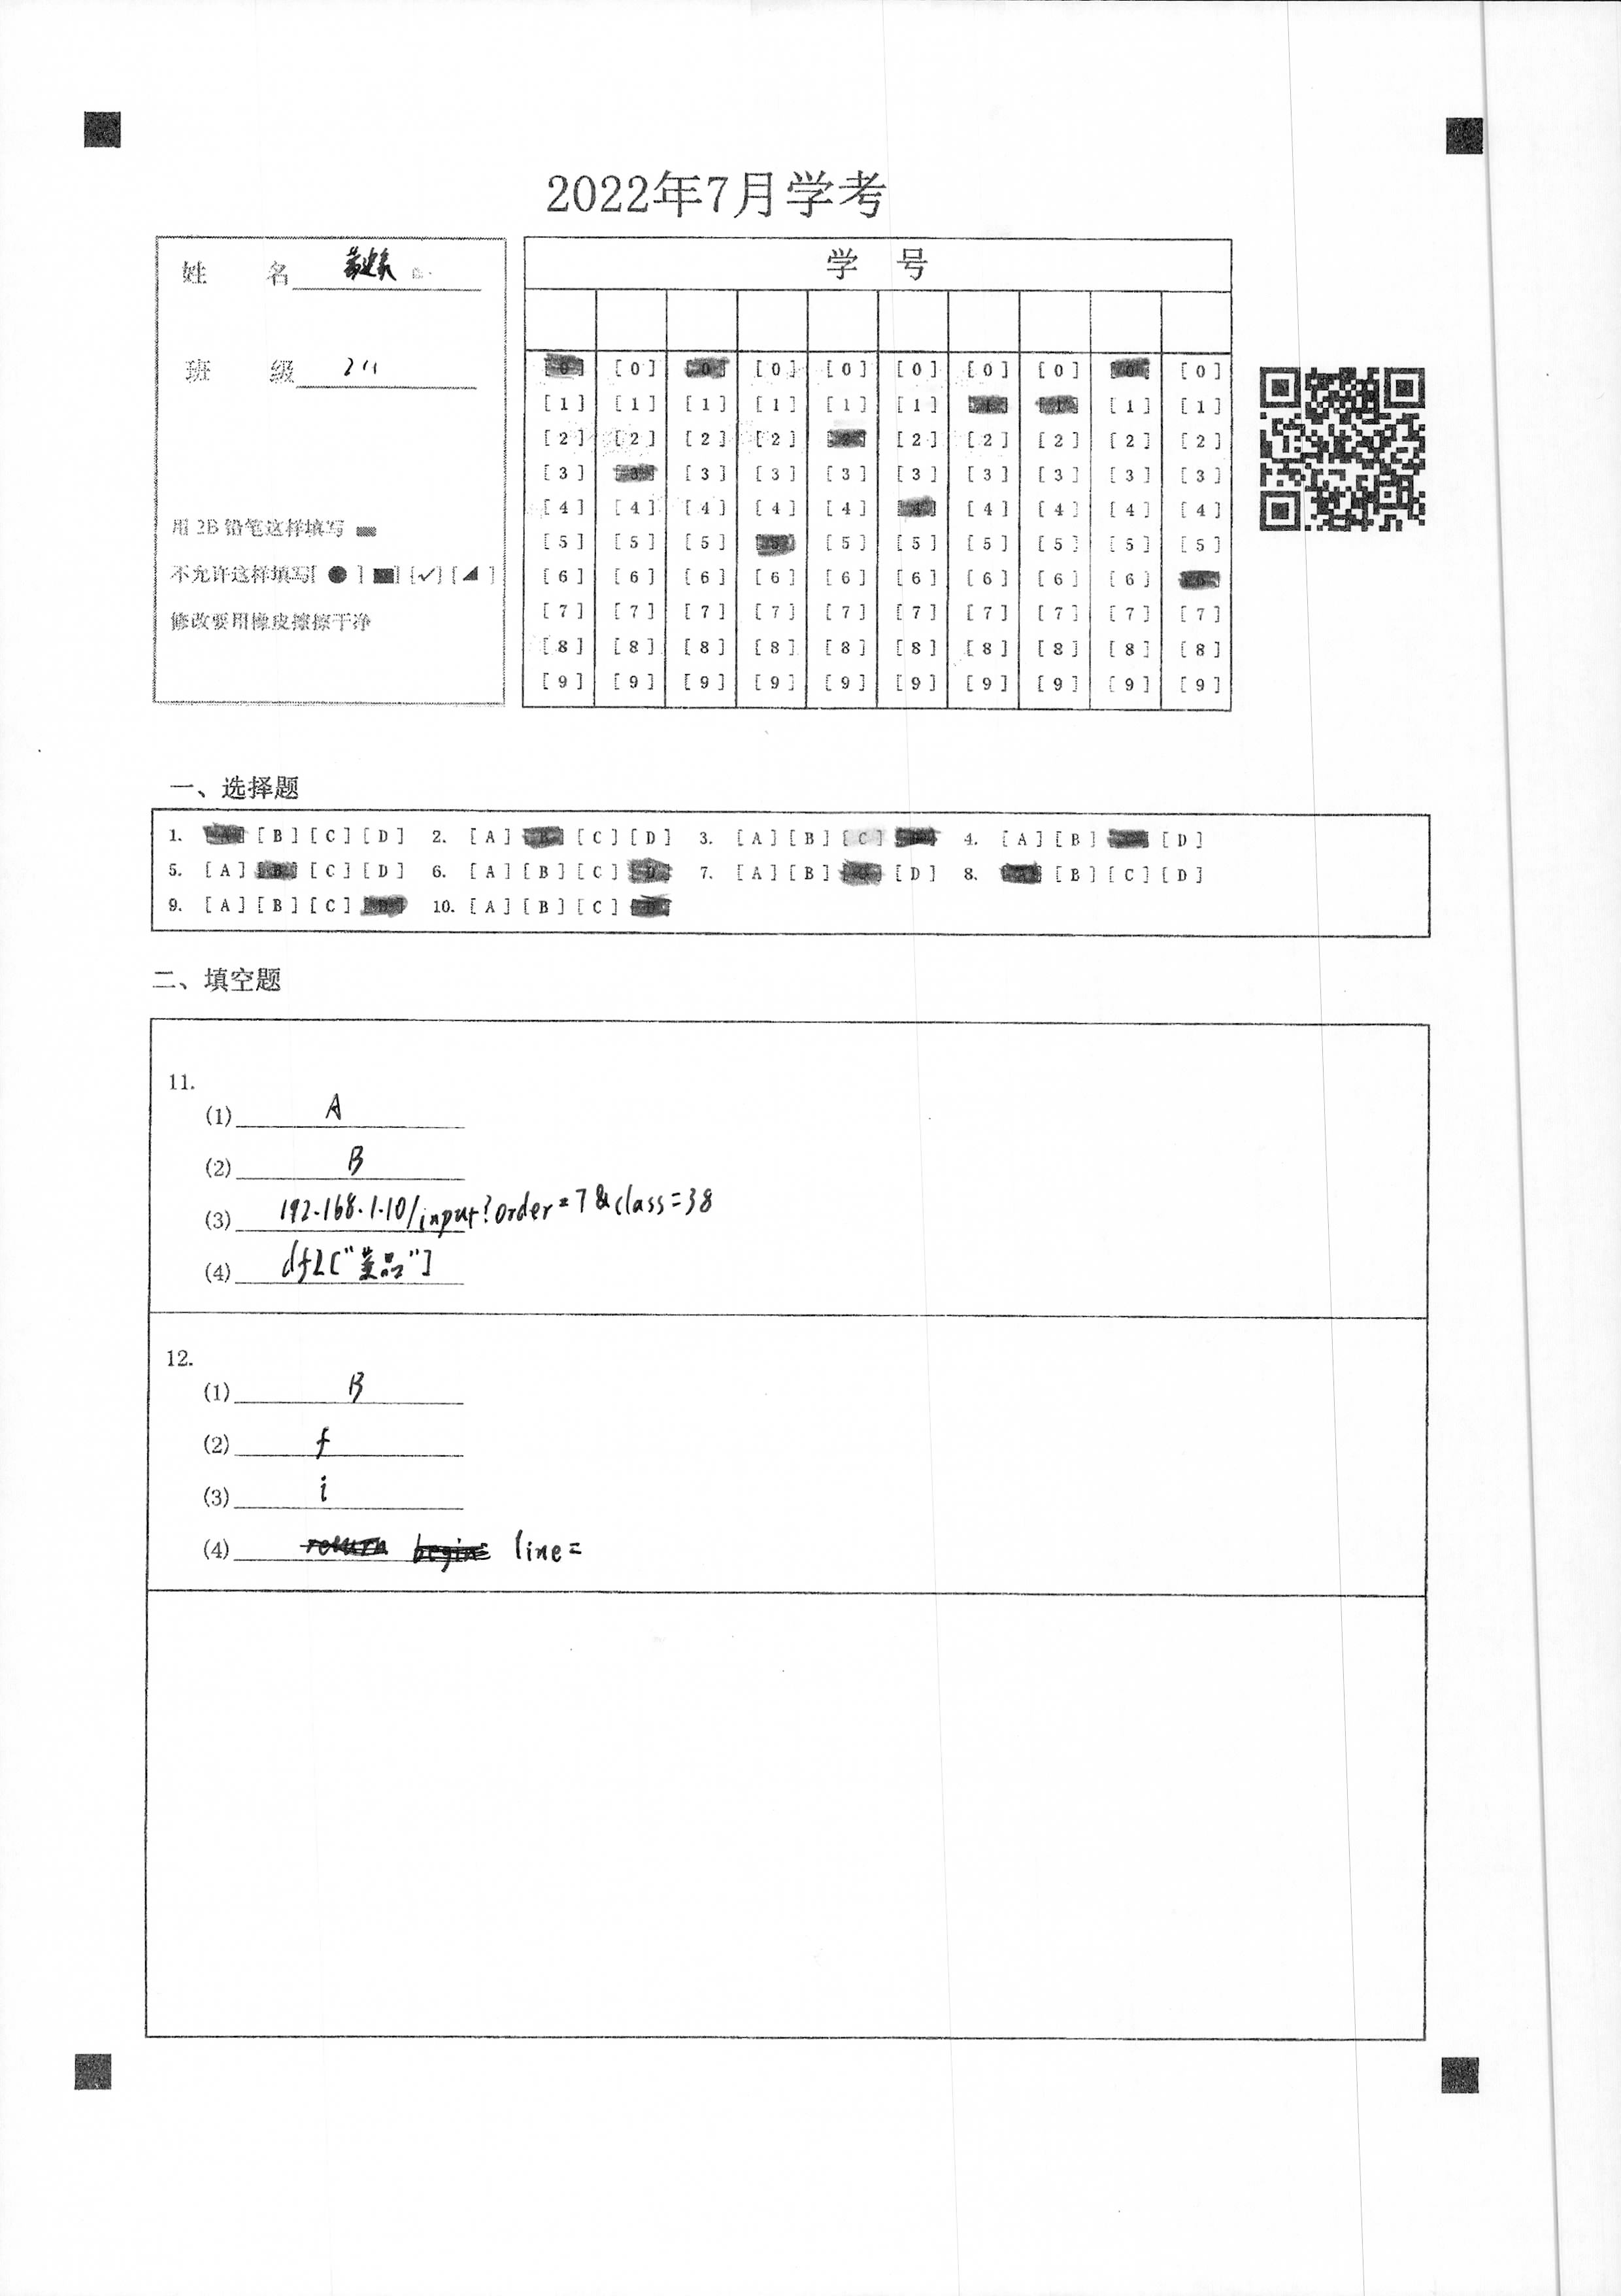 2022年7月学考
姓 名
班 级 211
用 2B 铅笔这样填写
不允许这样填写[ ● ] [■] [✓] [◢ ]
修改要用橡皮擦擦干净
学 号
[0] [0] [0] [0] [0] [0] [0] [0] [0] [0]
[1] [1] [1] [1] [1] [1] [1] [1] [1] [1]
[2] [2] [2] [2] [2] [2] [2] [2] [2] [2]
[3] [3] [3] [3] [3] [3] [3] [3] [3] [3]
[4] [4] [4] [4] [4] [4] [4] [4] [4] [4]
[5] [5] [5] [5] [5] [5] [5] [5] [5] [5]
[6] [6] [6] [6] [6] [6] [6] [6] [6] [6]
[7] [7] [7] [7] [7] [7] [7] [7] [7] [7]
[8] [8] [8] [8] [8] [8] [8] [8] [8] [8]
[9] [9] [9] [9] [9] [9] [9] [9] [9] [9]
一、选择题
1. [A] [B] [C] [D] 2. [A] [B] [C] [D] 3. [A] [B] [C] [D] 4. [A] [B] [C] [D]
5. [A] [B] [C] [D] 6. [A] [B] [C] [D] 7. [A] [B] [C] [D] 8. [A] [B] [C] [D]
9. [A] [B] [C] [D] 10. [A] [B] [C] [D]
二、填空题
11.
(1) A
(2) B
(3) 192.168.1.10/input?order=7&class=38
(4) df2["菜品"]
12.
(1) B
(2) f
(3) i
(4) return begin= line=